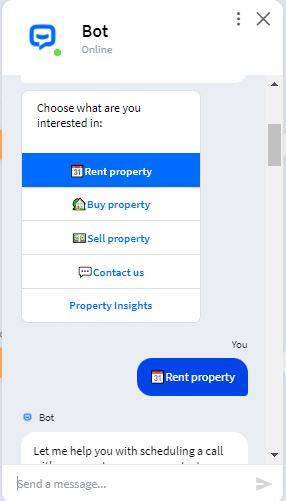 Bot
Online
Choose what are you
interested in:
Rent property
Buy property
Sell property
Contact us
Property Insights
You
Rent property
Bot
Let me help you with scheduling a call
Send a message...